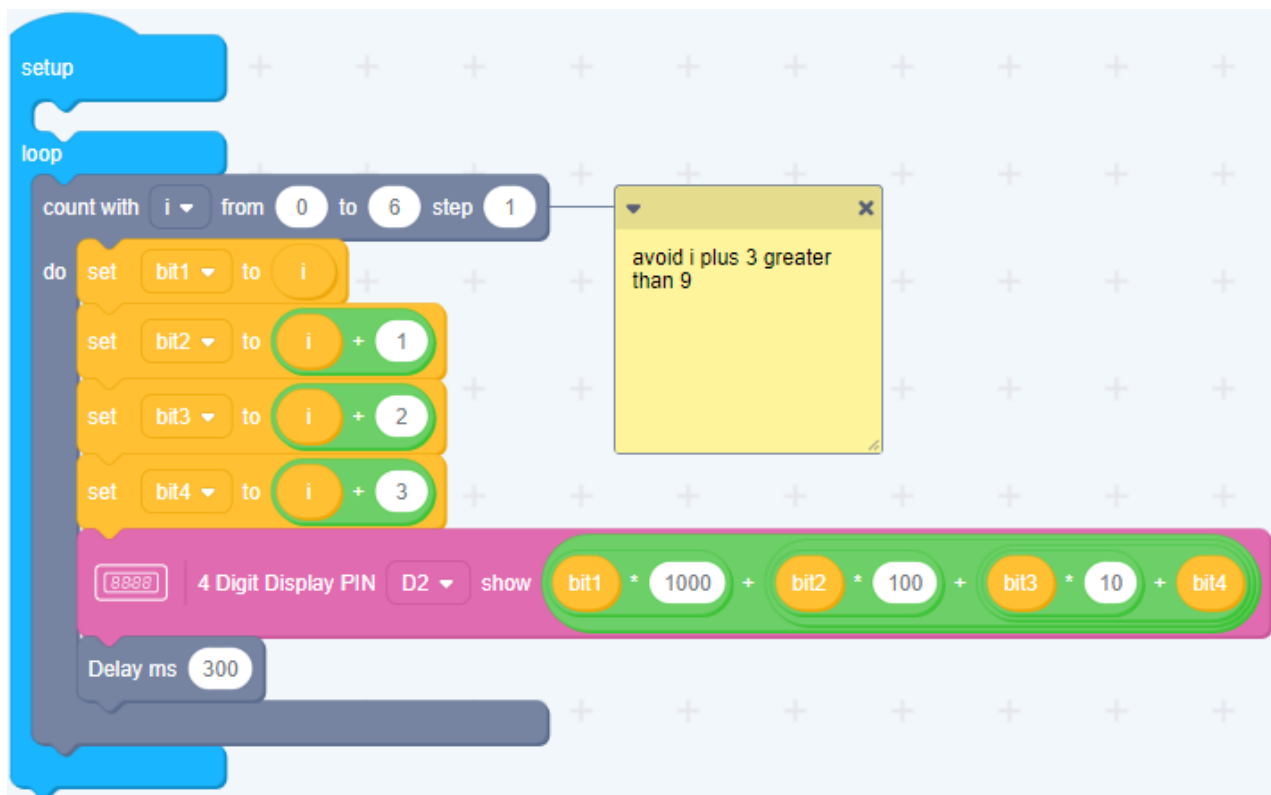 setup
loop
count with i from 0 to 6 step 1
avoid i plus 3 greater
than 9
do set bit1 to i
set bit2 to i + 1
set bit3 to i + 2
set bit4 to i + 3
8888 4 Digit Display PIN D2 show bit1 * 1000 + bit2 * 100 + bit3 * 10 + bit4
Delay ms 300